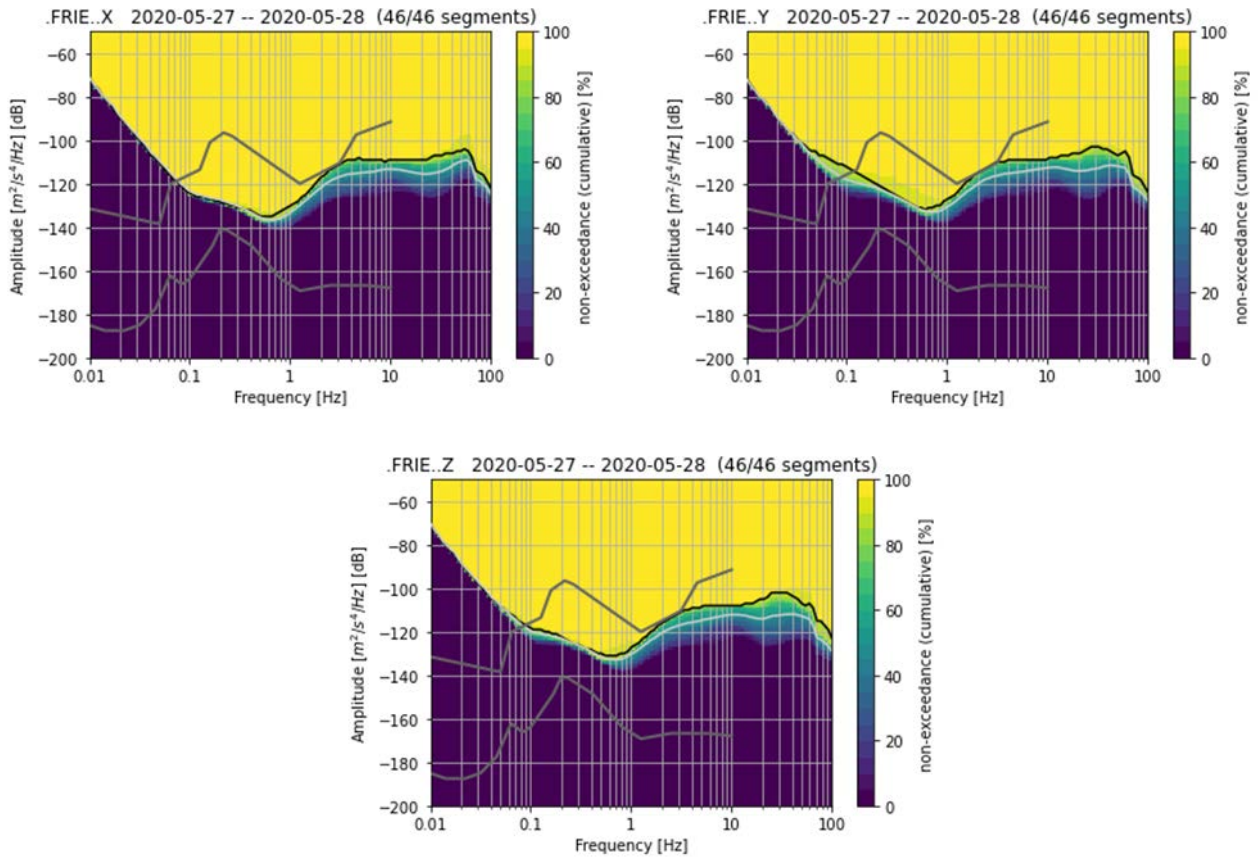 .FRIE..X 2020-05-27 -- 2020-05-28 (46/46 segments)
−60
−80
−100
−120
−140
−160
−180
−200
Amplitude [m²/s⁴/Hz] [dB]
0.01 0.1 1 10 100
Frequency [Hz]
100
80
60
40
20
0
non-exceedance (cumulative) [%]
.FRIE..Y 2020-05-27 -- 2020-05-28 (46/46 segments)
−60
−80
−100
−120
−140
−160
−180
−200
Amplitude [m²/s⁴/Hz] [dB]
0.01 0.1 1 10 100
Frequency [Hz]
100
80
60
40
20
0
non-exceedance (cumulative) [%]
.FRIE..Z 2020-05-27 -- 2020-05-28 (46/46 segments)
−60
−80
−100
−120
−140
−160
−180
−200
Amplitude [m²/s⁴/Hz] [dB]
0.01 0.1 1 10 100
Frequency [Hz]
100
80
60
40
20
0
non-exceedance (cumulative) [%]